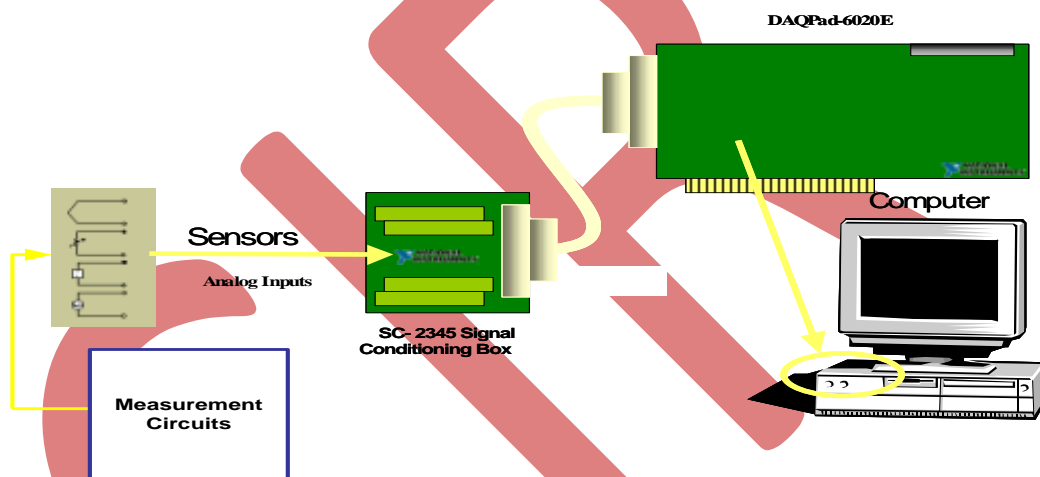 DAQPad-6020E
Computer
Sensors
Analog Inputs
SC- 2345 Signal
Conditioning Box
Measurement
Circuits